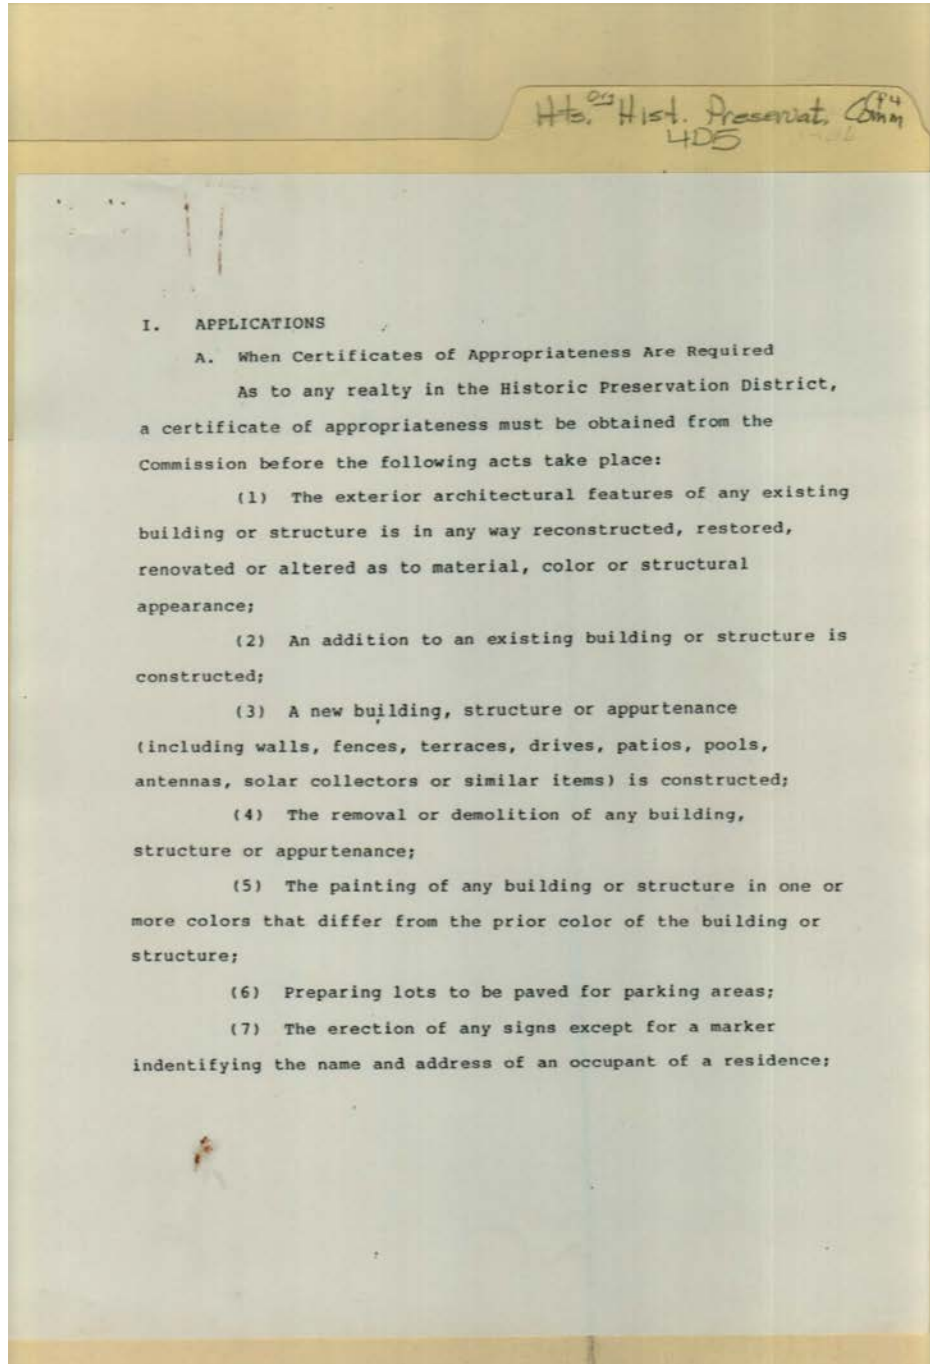 Hts. Org Hist. Preservat. Comm
4D5
I. APPLICATIONS
A. When Certificates of Appropriateness Are Required
As to any realty in the Historic Preservation District,
a certificate of appropriateness must be obtained from the
Commission before the following acts take place:
(1) The exterior architectural features of any existing
building or structure is in any way reconstructed, restored,
renovated or altered as to material, color or structural
appearance;
(2) An addition to an existing building or structure is
constructed;
(3) A new building, structure or appurtenance
(including walls, fences, terraces, drives, patios, pools,
antennas, solar collectors or similar items) is constructed;
(4) The removal or demolition of any building,
structure or appurtenance;
(5) The painting of any building or structure in one or
more colors that differ from the prior color of the building or
structure;
(6) Preparing lots to be paved for parking areas;
(7) The erection of any signs except for a marker
indentifying the name and address of an occupant of a residence;